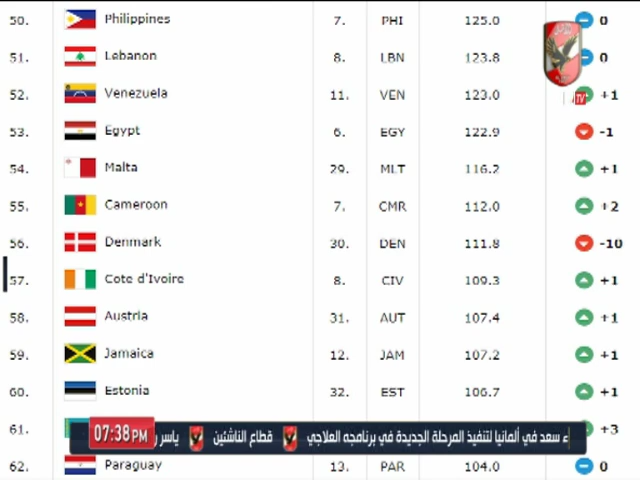 50. Philippines 7. PHI 125.0 0
51. Lebanon 8. LBN 123.8 0
52. Venezuela 11. VEN 123.0 +1
TV
53. Egypt 6. EGY 122.9 -1
54. Malta 29. MLT 116.2 +1
55. Cameroon 7. CMR 112.0 +2
56. Denmark 30. DEN 111.8 -10
57. Cote d'Ivoire 8. CIV 109.3 +1
58. Austria 31. AUT 107.4 +1
59. Jamaica 12. JAM 107.2 +1
60. Estonia 32. EST 106.7 +1
61. +3
07:38 PM
ء سعد في ألمانيا لتنفيذ المرحلة الجديدة في برنامجه العلاجي قطاع الناشئين ياسر ر
62. Paraguay 13. PAR 104.0 0